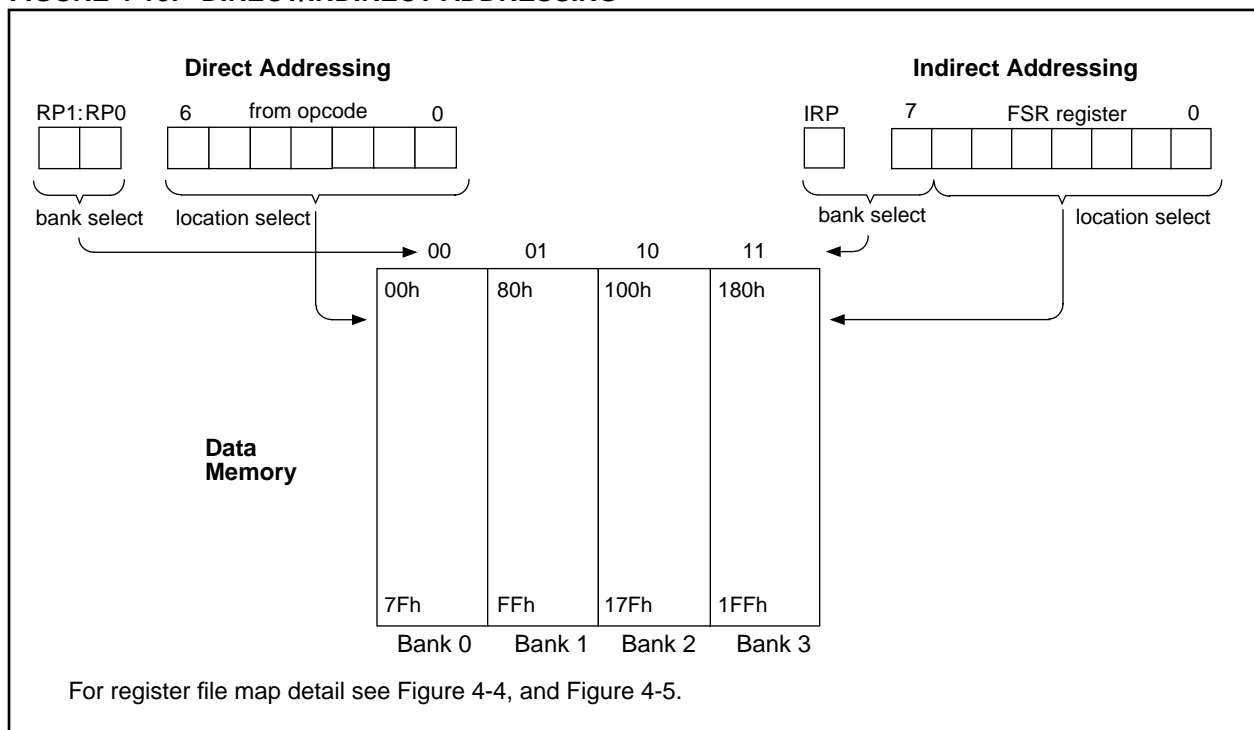 Direct Addressing
Indirect Addressing
RP1:RP0 6 from opcode 0
IRP 7 FSR register 0
bank select location select
bank select location select
00 01 10 11
00h 80h 100h 180h
Data
Memory
7Fh FFh 17Fh 1FFh
Bank 0 Bank 1 Bank 2 Bank 3
For register file map detail see Figure 4-4, and Figure 4-5.